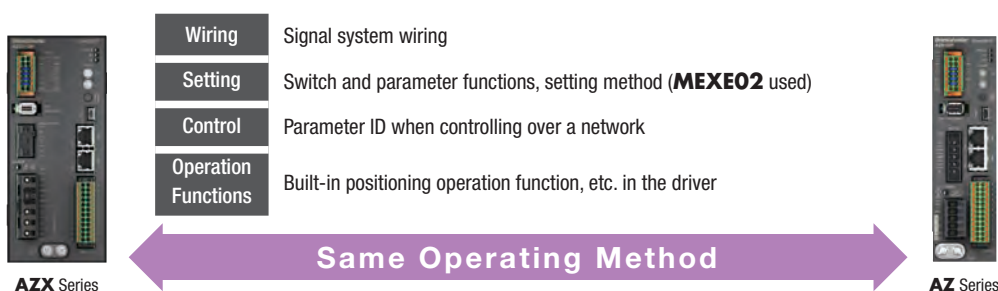 Wiring
Signal system wiring
Setting
Switch and parameter functions, setting method (MEXE02 used)
Control
Parameter ID when controlling over a network
Operation
Functions
Built-in positioning operation function, etc. in the driver
Same Operating Method
AZX Series
AZ Series